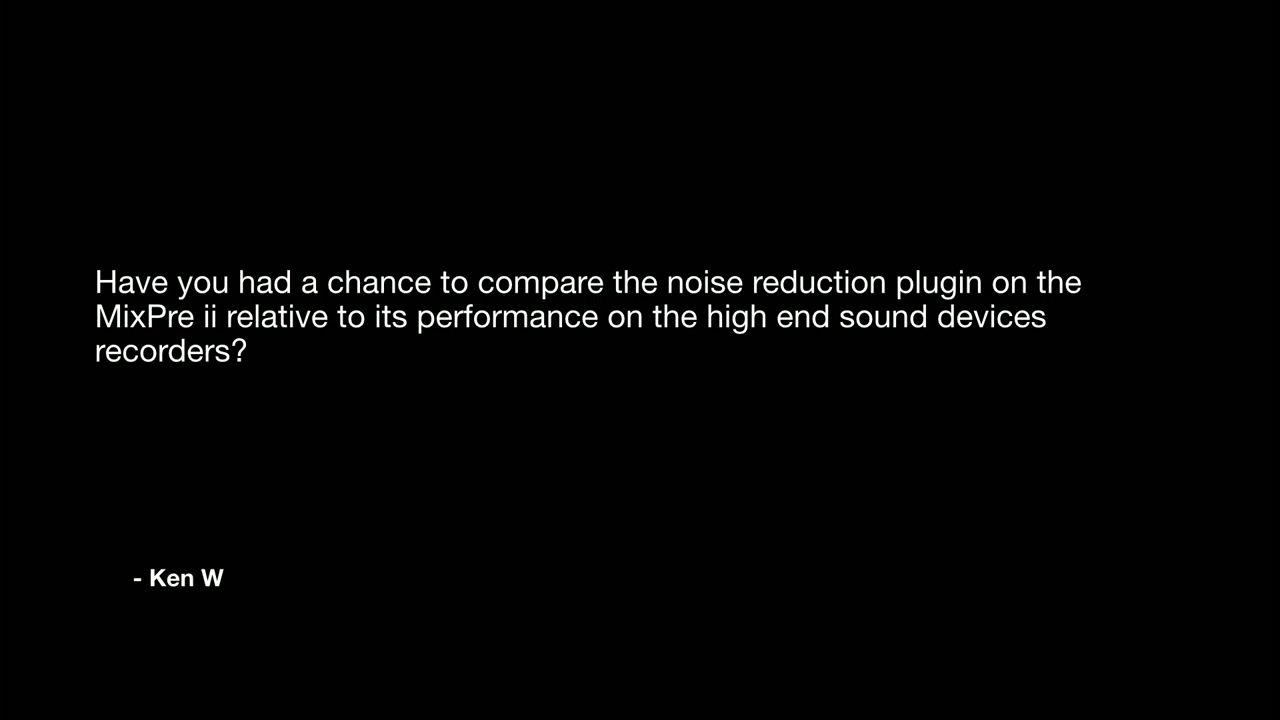 Have you had a chance to compare the noise reduction plugin on the
MixPre ii relative to its performance on the high end sound devices
recorders?
- Ken W